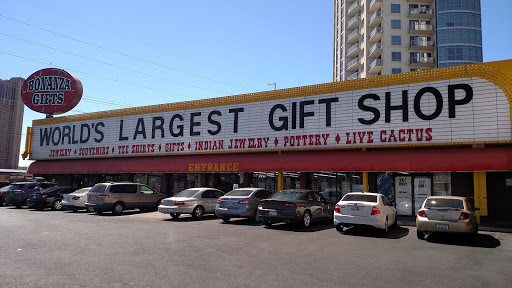 BONANZA
GIFTS
WORLD'S LARGEST GIFT SHOP
JEWELRY ♦ SOUVENIRS ♦ TEE SHIRTS ♦ GIFTS ♦ INDIAN JEWELRY ♦ POTTERY ♦ LIVE CACTUS
ENTRANCE